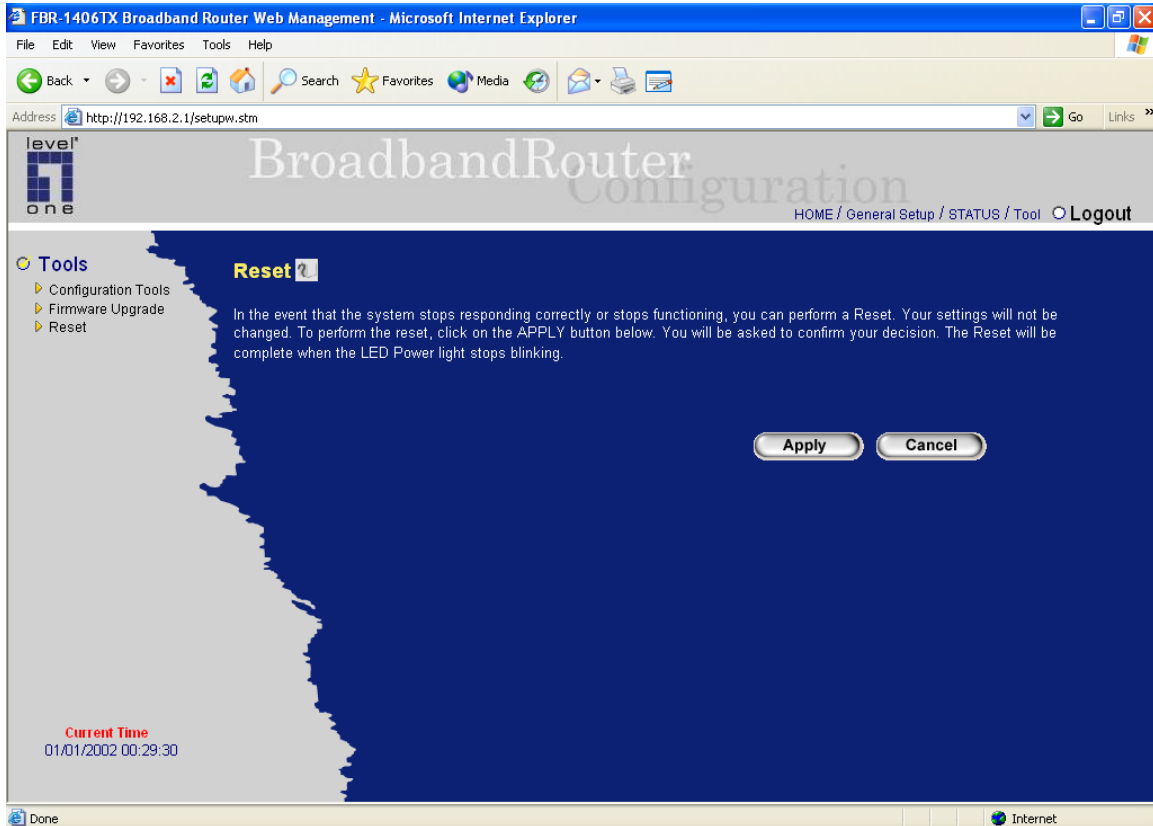 FBR-1406TX Broadband Router Web Management - Microsoft Internet Explorer
File Edit View Favorites Tools Help
Back Search Favorites Media
Address http://192.168.2.1/setupw.stm Go Links »
level
one
BroadbandRouter
Configuration
HOME / General Setup / STATUS / Tool Logout
Tools
Configuration Tools
Firmware Upgrade
Reset
Reset
In the event that the system stops responding correctly or stops functioning, you can perform a Reset. Your settings will not be
changed. To perform the reset, click on the APPLY button below. You will be asked to confirm your decision. The Reset will be
complete when the LED Power light stops blinking.
Apply Cancel
Current Time
01/01/2002 00:29:30
Done Internet